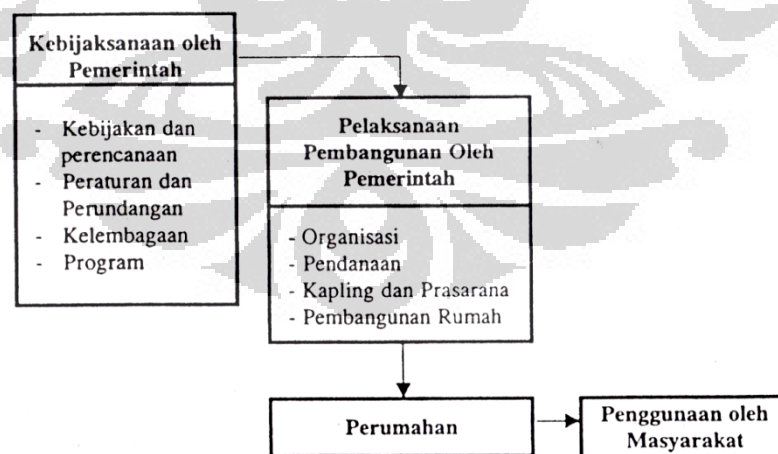 Kebijaksanaan oleh
Pemerintah
- Kebijakan dan
perencanaan
- Peraturan dan
Perundangan
- Kelembagaan
- Program
Pelaksanaan
Pembangunan Oleh
Pemerintah
- Organisasi
- Pendanaan
- Kapling dan Prasarana
- Pembangunan Rumah
Perumahan
Penggunaan oleh
Masyarakat